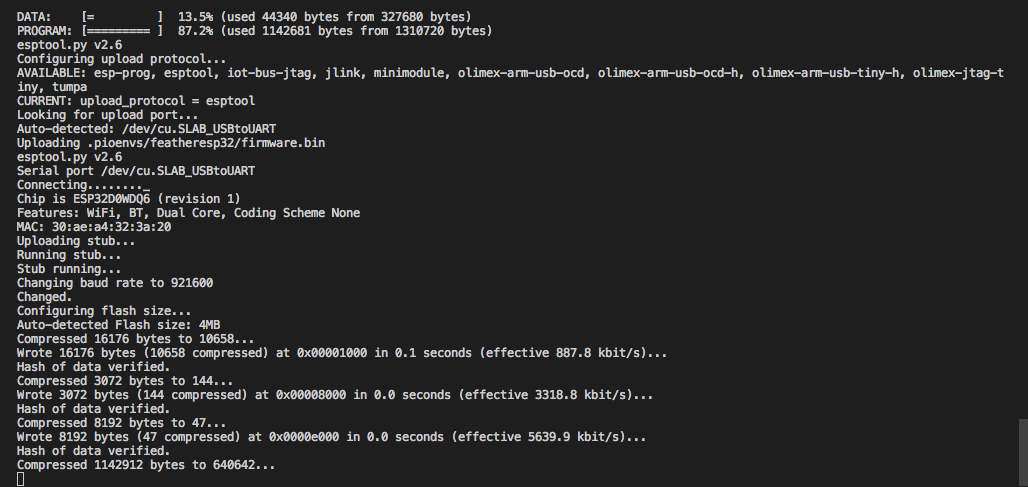 DATA:    [=         ]  13.5% (used 44340 bytes from 327680 bytes)
PROGRAM: [========= ]  87.2% (used 1142681 bytes from 1310720 bytes)
esptool.py v2.6
Configuring upload protocol...
AVAILABLE: esp-prog, esptool, iot-bus-jtag, jlink, minimodule, olimex-arm-usb-ocd, olimex-arm-usb-ocd-h, olimex-arm-usb-tiny-h, olimex-jtag-t
iny, tumpa
CURRENT: upload_protocol = esptool
Looking for upload port...
Auto-detected: /dev/cu.SLAB_USBtoUART
Uploading .pioenvs/featheresp32/firmware.bin
esptool.py v2.6
Serial port /dev/cu.SLAB_USBtoUART
Connecting........_
Chip is ESP32D0WDQ6 (revision 1)
Features: WiFi, BT, Dual Core, Coding Scheme None
MAC: 30:ae:a4:32:3a:20
Uploading stub...
Running stub...
Stub running...
Changing baud rate to 921600
Changed.
Configuring flash size...
Auto-detected Flash size: 4MB
Compressed 16176 bytes to 10658...
Wrote 16176 bytes (10658 compressed) at 0x00001000 in 0.1 seconds (effective 887.8 kbit/s)...
Hash of data verified.
Compressed 3072 bytes to 144...
Wrote 3072 bytes (144 compressed) at 0x00008000 in 0.0 seconds (effective 3318.8 kbit/s)...
Hash of data verified.
Compressed 8192 bytes to 47...
Wrote 8192 bytes (47 compressed) at 0x0000e000 in 0.0 seconds (effective 5639.9 kbit/s)...
Hash of data verified.
Compressed 1142912 bytes to 640642...